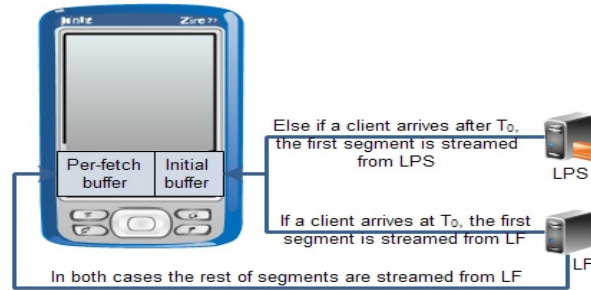 Zire 71
Else if a client arrives after T₀,
the first segment is streamed
from LPS
LPS
Per-fetch
buffer
Initial
buffer
If a client arrives at T₀, the first
segment is streamed from LF
LF
In both cases the rest of segments are streamed from LF